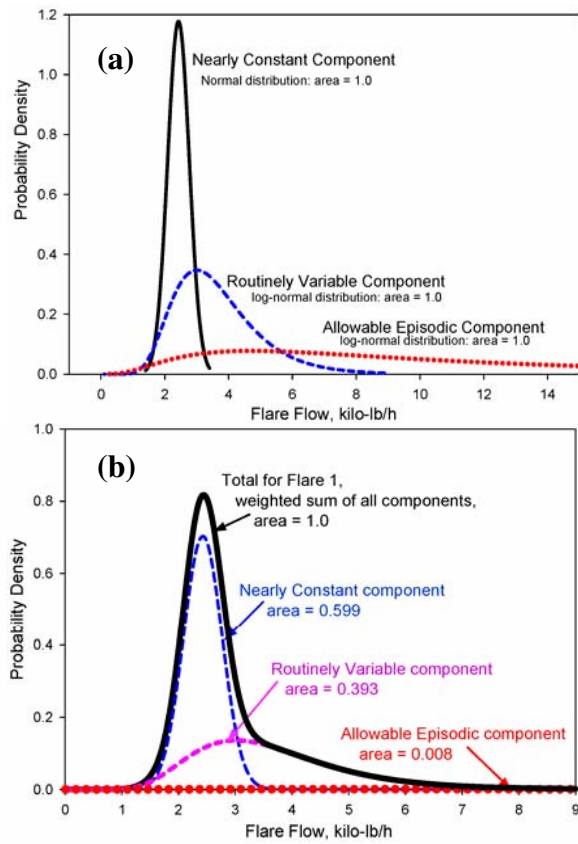 (a)
Nearly Constant Component
Normal distribution: area = 1.0
Routinely Variable Component
log-normal distribution: area = 1.0
Allowable Episodic Component
log-normal distribution: area = 1.0
Probability Density
1.2
1.0
0.8
0.6
0.4
0.2
0.0
0 2 4 6 8 10 12 14
Flare Flow, kilo-lb/h
(b)
Total for Flare 1,
weighted sum of all components,
area = 1.0
Nearly Constant component
area = 0.599
Routinely Variable component
area = 0.393
Allowable Episodic component
area = 0.008
Probability Density
1.0
0.8
0.6
0.4
0.2
0.0
0 1 2 3 4 5 6 7 8 9
Flare Flow, kilo-lb/h